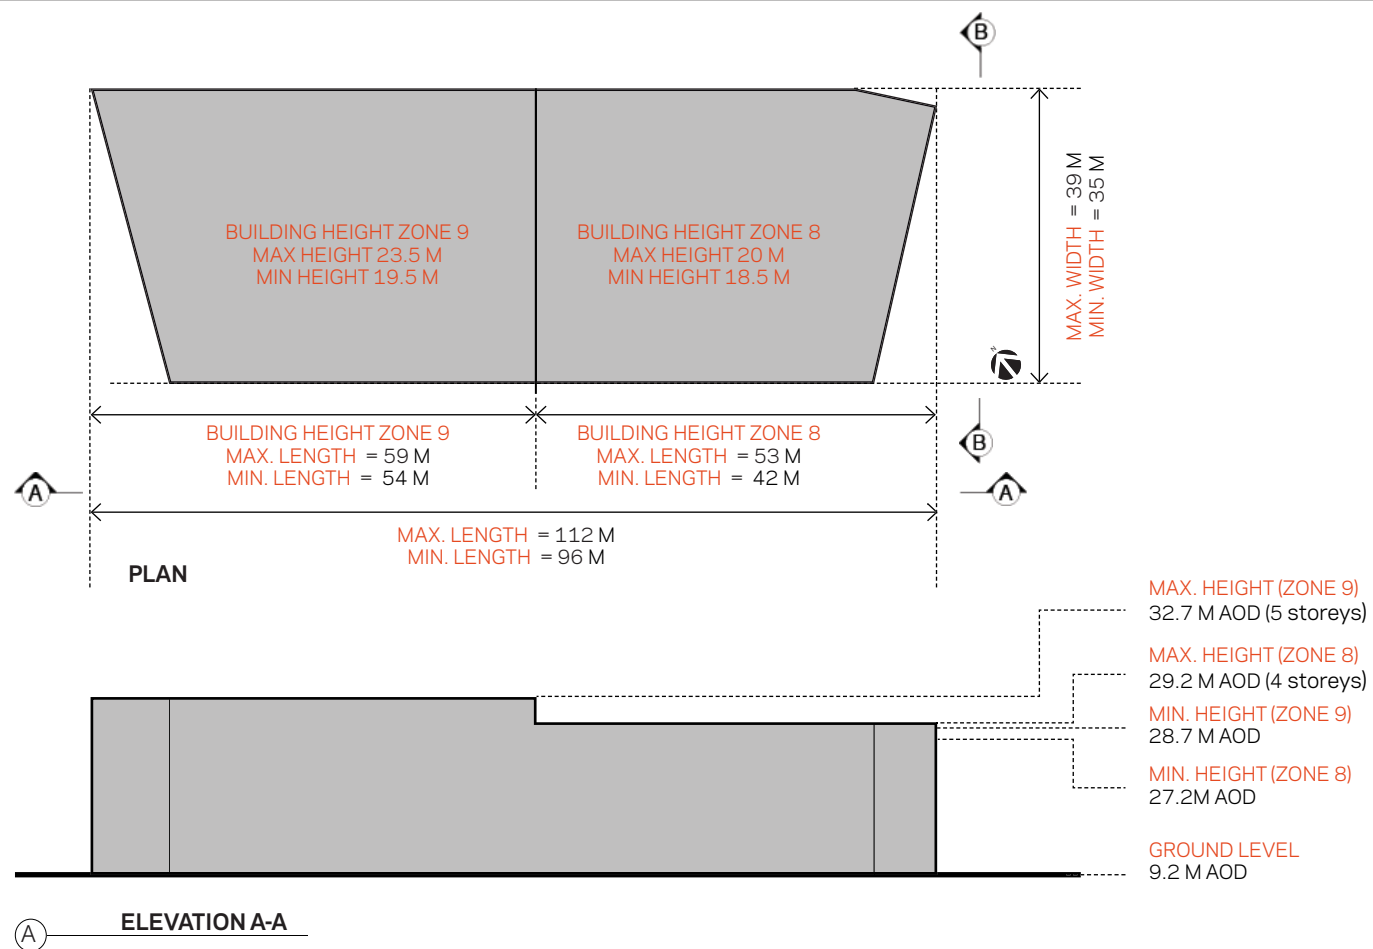 B
BUILDING HEIGHT ZONE 9
MAX HEIGHT 23.5 M
MIN HEIGHT 19.5 M
BUILDING HEIGHT ZONE 8
MAX HEIGHT 20 M
MIN HEIGHT 18.5 M
MAX. WIDTH = 39 M
MIN. WIDTH = 35 M
N
BUILDING HEIGHT ZONE 9
MAX. LENGTH = 59 M
MIN. LENGTH = 54 M
BUILDING HEIGHT ZONE 8
MAX. LENGTH = 53 M
MIN. LENGTH = 42 M
B
A
A
MAX. LENGTH = 112 M
MIN. LENGTH = 96 M
PLAN
MAX. HEIGHT (ZONE 9)
32.7 M AOD (5 storeys)
MAX. HEIGHT (ZONE 8)
29.2 M AOD (4 storeys)
MIN. HEIGHT (ZONE 9)
28.7 M AOD
MIN. HEIGHT (ZONE 8)
27.2M AOD
GROUND LEVEL
9.2 M AOD
ELEVATION A-A
A